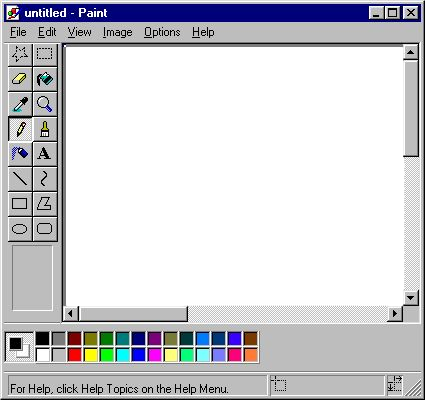 untitled - Paint
File Edit View Image Options Help
A
For Help, click Help Topics on the Help Menu.